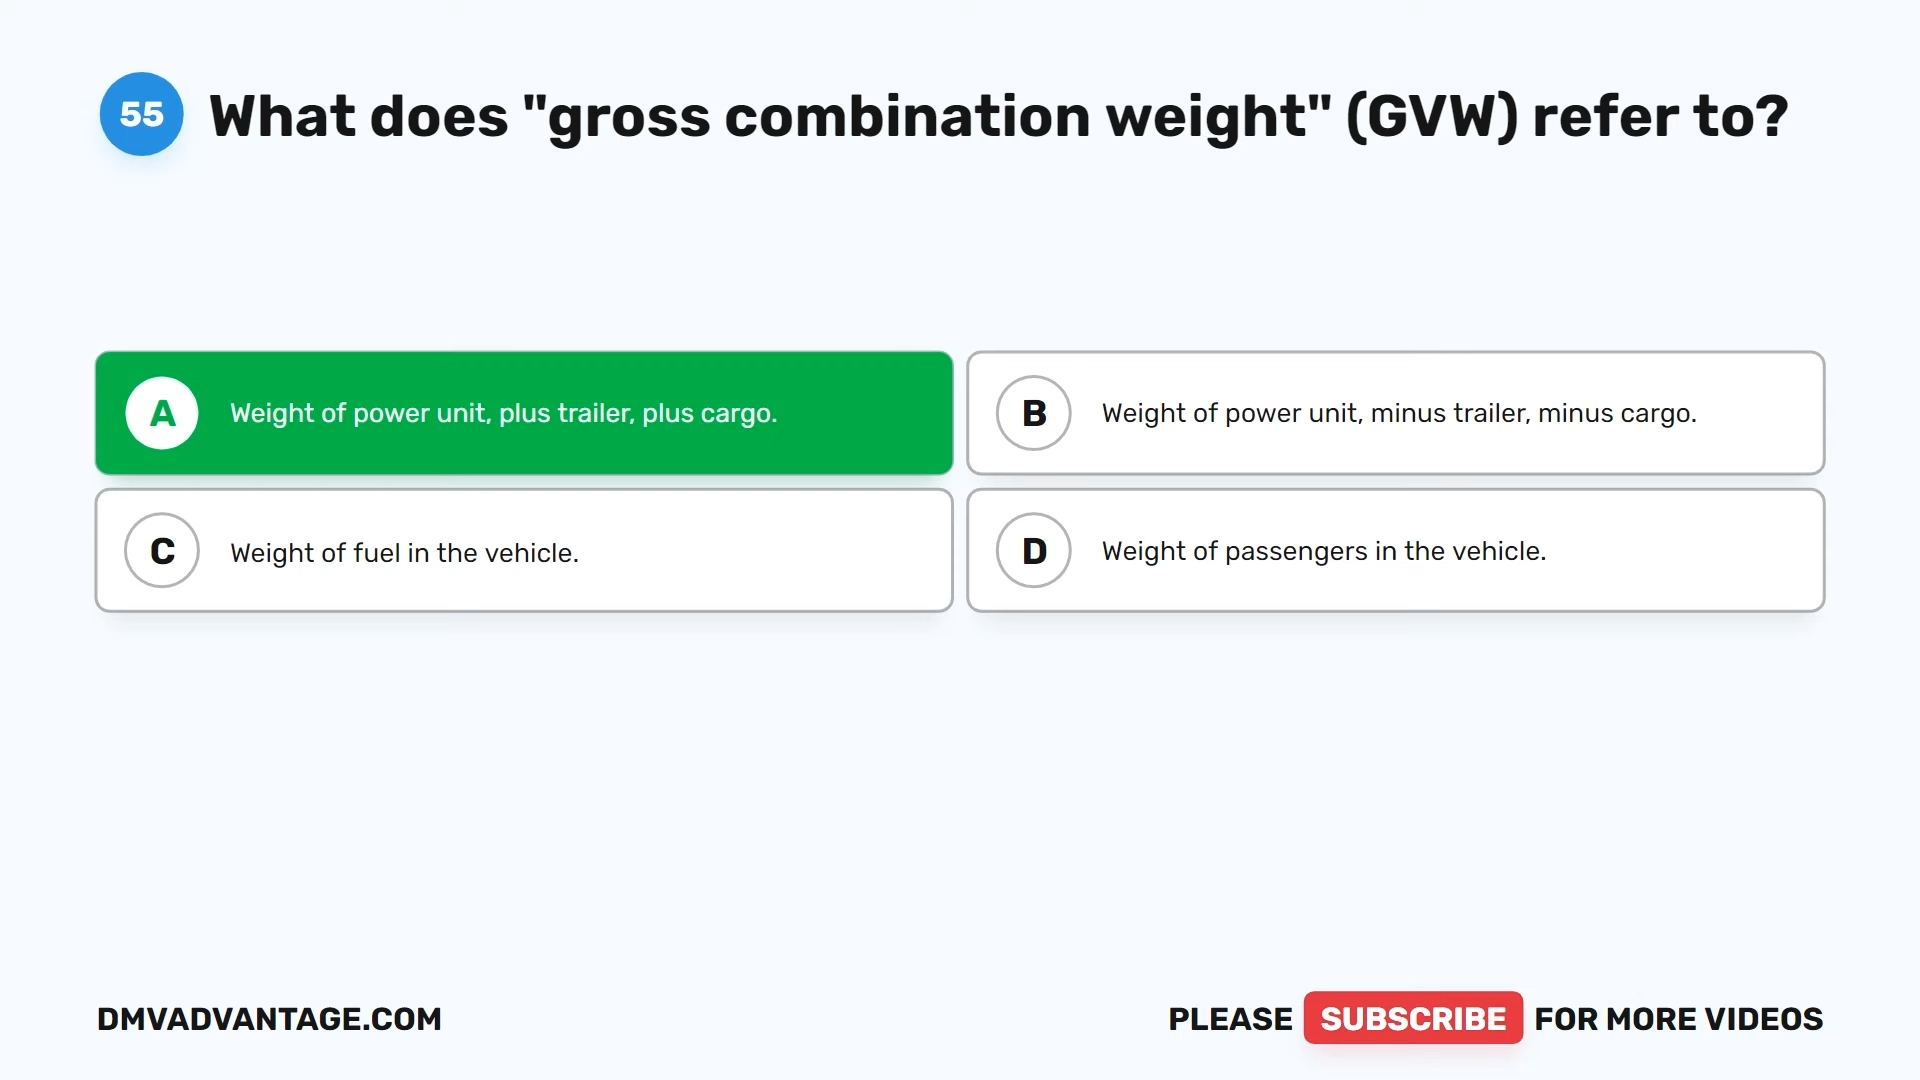 55 What does "gross combination weight" (GVW) refer to?
A Weight of power unit, plus trailer, plus cargo.
B Weight of power unit, minus trailer, minus cargo.
C Weight of fuel in the vehicle.
D Weight of passengers in the vehicle.
DMVADVANTAGE.COM
PLEASE SUBSCRIBE FOR MORE VIDEOS